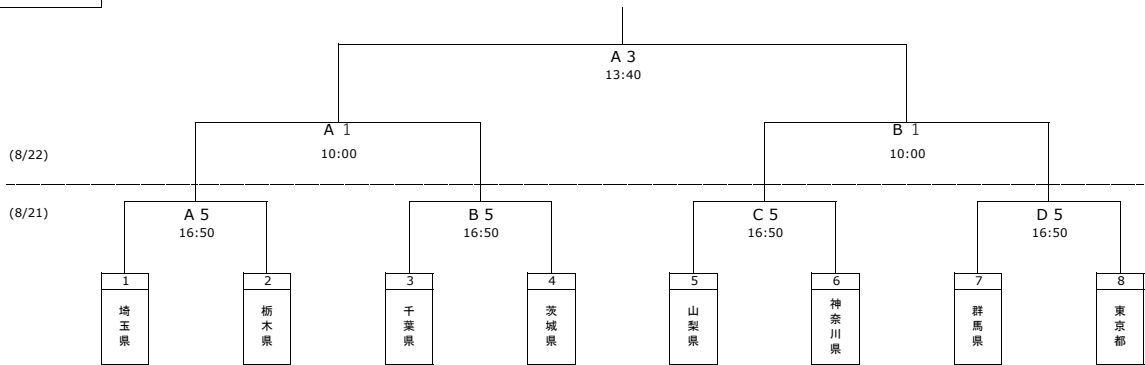 A 3
13:40
A 1
B 1
(8/22)
10:00
10:00
(8/21)
A 5
B 5
C 5
D 5
16:50
16:50
16:50
16:50
1
2
3
4
5
6
7
8
埼玉県
栃木県
千葉県
茨城県
山梨県
神奈川県
群馬県
東京都